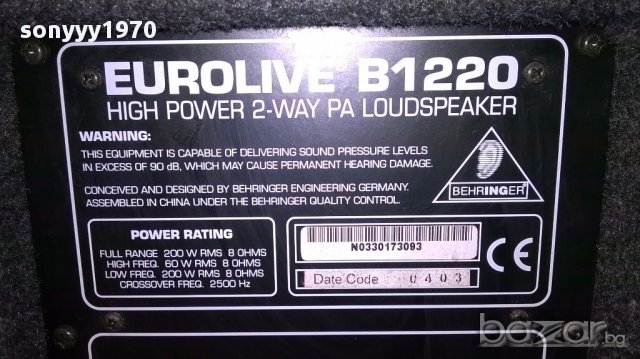 sonyyy1970
EUROLIVE B1220
HIGH POWER 2-WAY PA LOUDSPEAKER
WARNING:
THIS EQUIPMENT IS CAPABLE OF DELIVERING SOUND PRESSURE LEVELS
IN EXCESS OF 90 dB, WHICH MAY CAUSE PERMANENT HEARING DAMAGE.
CONCEIVED AND DESIGNED BY BEHRINGER ENGINEERING GERMANY.
ASSEMBLED IN CHINA UNDER THE BEHRINGER QUALITY CONTROL.
BEHRINGER
POWER RATING
FULL RANGE 200 W RMS 8 OHMS
HIGH FREQ. 60 W RMS 8 OHMS
LOW FREQ. 200 W RMS 8 OHMS
CROSSOVER FREQ. 2500 Hz
N0330173093
Date Code 0403
CE
bazar.bg